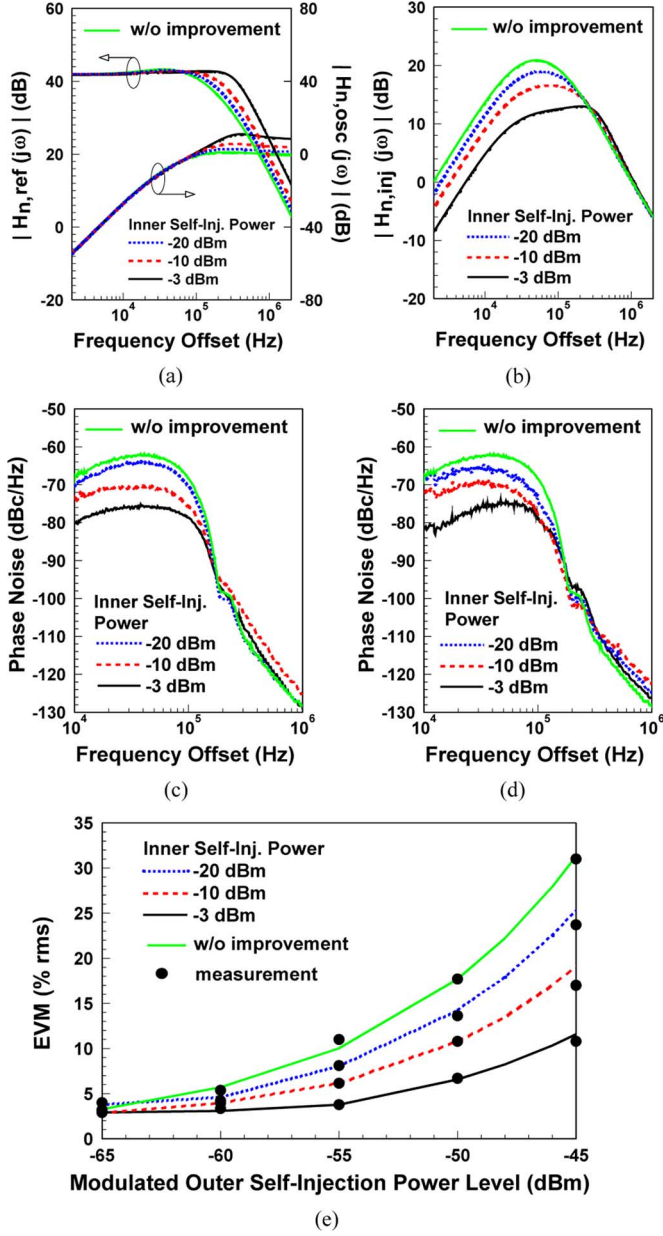 60
80
w/o improvement
40
40
20
0
0
-40
Inner Self-Inj. Power
-20 dBm
-10 dBm
-3 dBm
-20
-80
10^4
10^5
10^6
| H_n,ref (jω) | (dB)
| H_n,osc (jω) | (dB)
Frequency Offset (Hz)
(a)
30
w/o improvement
20
10
0
-10
-20
Inner Self-Inj. Power
-20 dBm
-10 dBm
-3 dBm
10^4
10^5
10^6
| H_n,inj (jω) | (dB)
Frequency Offset (Hz)
(b)
-50
w/o improvement
-60
-70
-80
-90
-100
-110
-120
-130
Inner Self-Inj.
Power
-20 dBm
-10 dBm
-3 dBm
10^4
10^5
10^6
Phase Noise (dBc/Hz)
Frequency Offset (Hz)
(c)
-50
w/o improvement
-60
-70
-80
-90
-100
-110
-120
-130
Inner Self-Inj.
Power
-20 dBm
-10 dBm
-3 dBm
10^4
10^5
10^6
Phase Noise (dBc/Hz)
Frequency Offset (Hz)
(d)
35
30
25
20
15
10
5
0
Inner Self-Inj. Power
-20 dBm
-10 dBm
-3 dBm
w/o improvement
measurement
-65
-60
-55
-50
-45
EVM (% rms)
Modulated Outer Self-Injection Power Level (dBm)
(e)